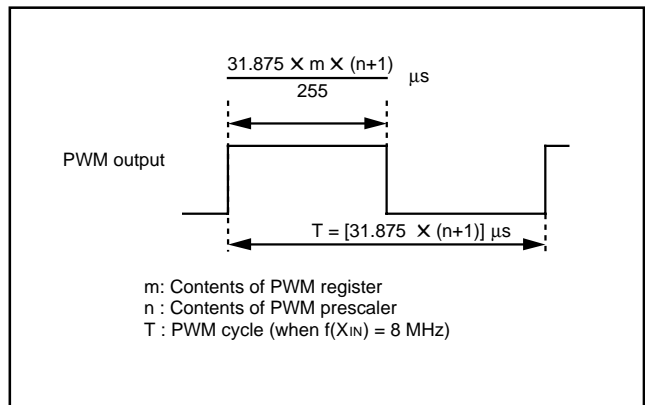 31.875 × m × (n+1)
255
μs
PWM output
T = [31.875 × (n+1)] μs
m: Contents of PWM register
n : Contents of PWM prescaler
T : PWM cycle (when f(XIN) = 8 MHz)